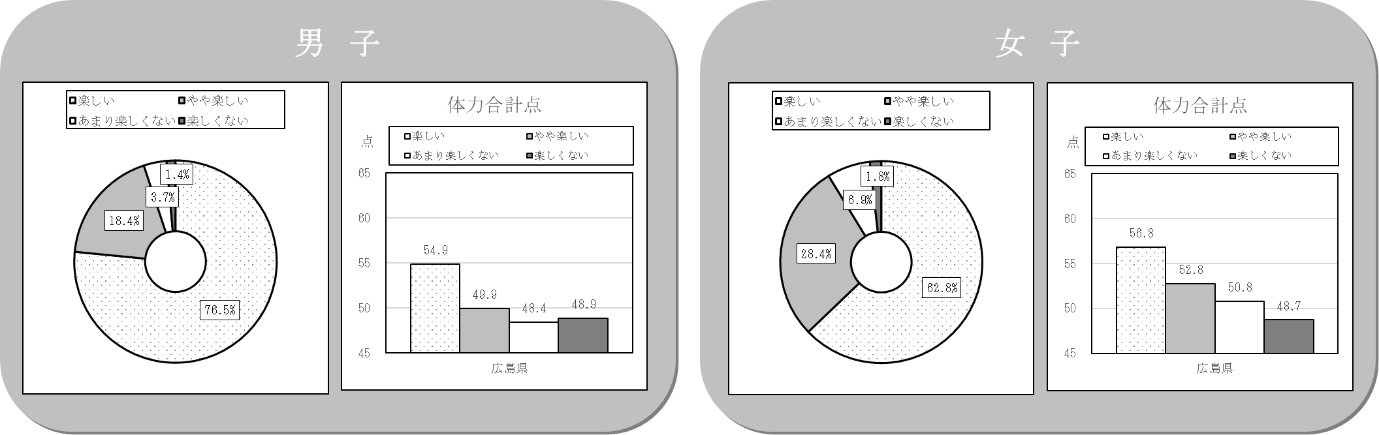 男 子
楽しい やや楽しい
あまり楽しくない 楽しくない
1.4%
3.7%
18.4%
76.5%
体力合計点
点
楽しい やや楽しい
あまり楽しくない 楽しくない
65
60
55
50
45
54.9
49.9
48.4
48.9
広島県
女 子
楽しい やや楽しい
あまり楽しくない 楽しくない
1.8%
6.9%
28.4%
62.8%
体力合計点
点
楽しい やや楽しい
あまり楽しくない 楽しくない
65
60
55
50
45
56.8
52.8
50.8
48.7
広島県